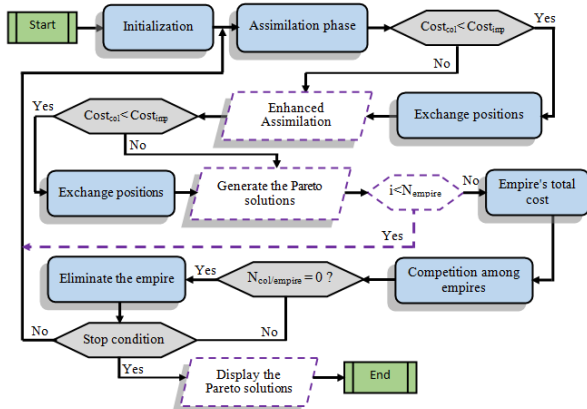 Start
Initialization
Assimilation phase
Cost_col < Cost_imp
Yes
No
Enhanced
Assimilation
Exchange positions
Cost_col < Cost_imp
Yes
No
Exchange positions
Generate the Pareto
solutions
i<N_empire
No
Yes
Empire's total
cost
Competition among
empires
N_col/empire = 0 ?
Yes
No
Eliminate the empire
Stop condition
No
Yes
Display the
Pareto solutions
End